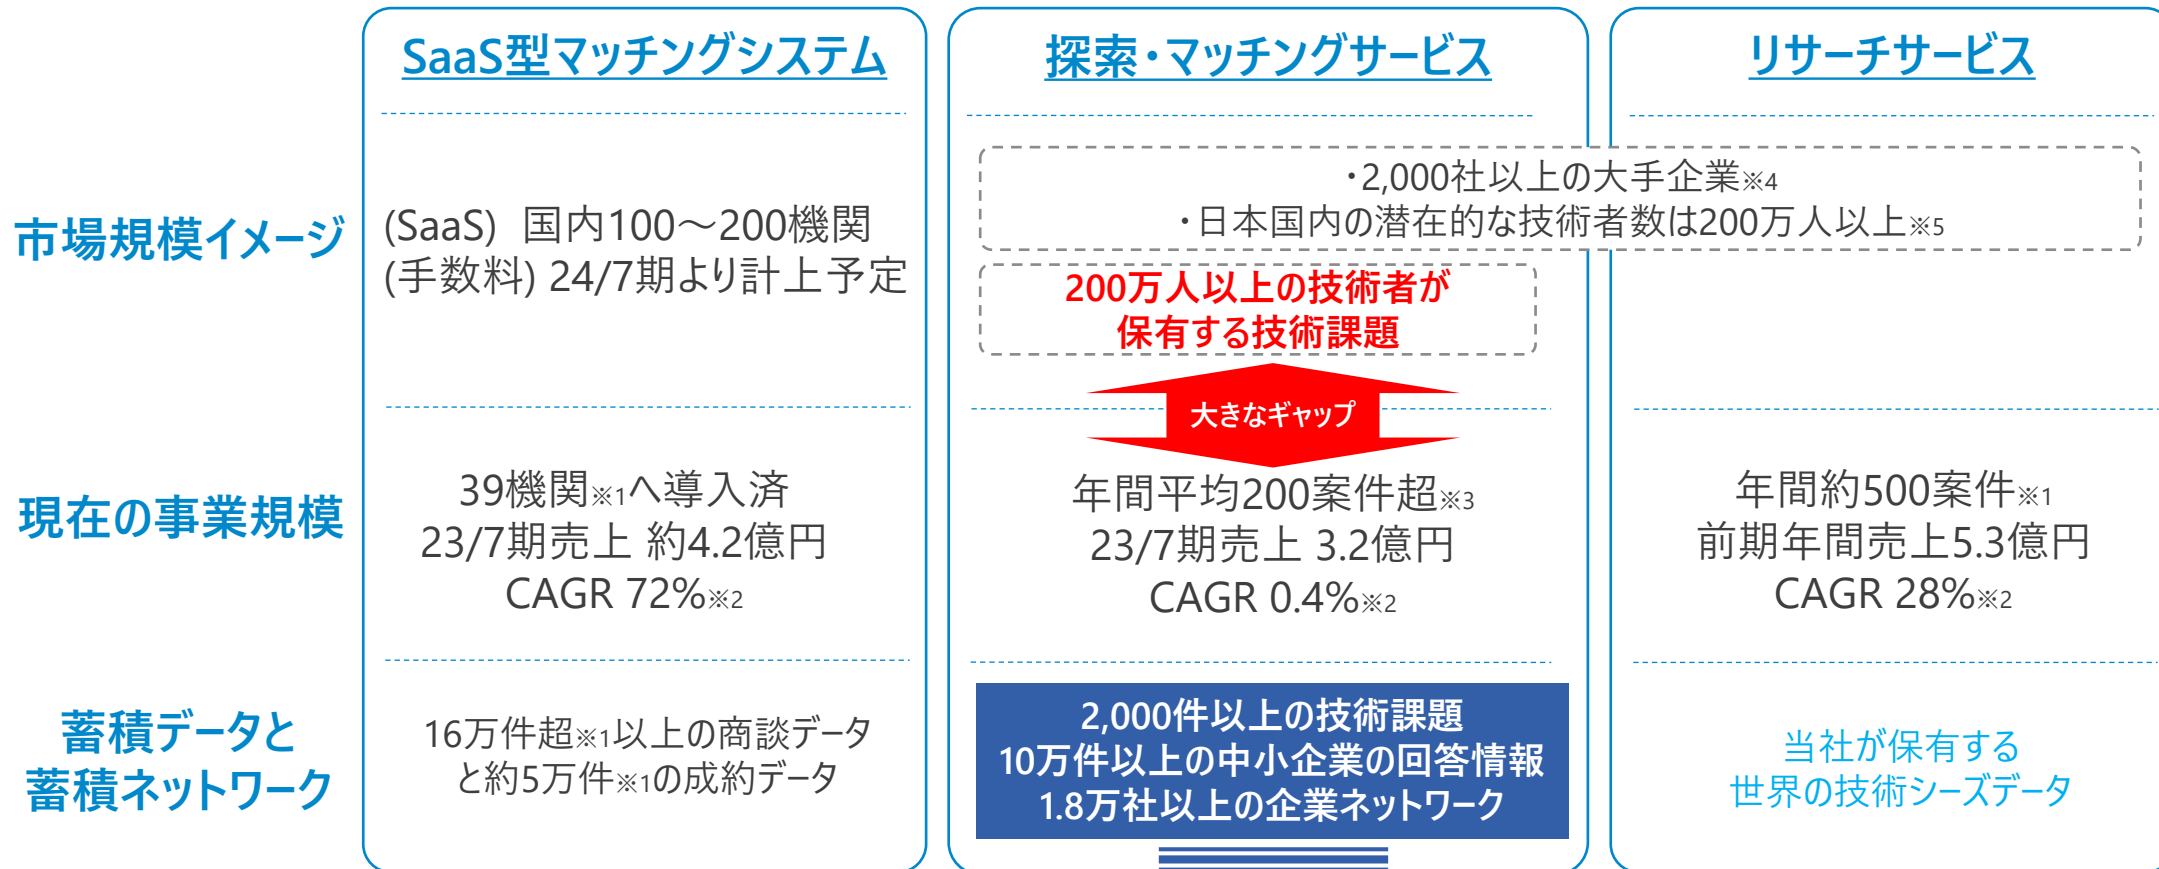 SaaS型マッチングシステム
探索・マッチングサービス
リサーチサービス
市場規模イメージ
(SaaS) 国内100～200機関
(手数料) 24/7期より計上予定
・2,000社以上の大手企業※4
・日本国内の潜在的な技術者数は200万人以上※5
200万人以上の技術者が
保有する技術課題
大きなギャップ
現在の事業規模
39機関※1へ導入済
23/7期売上 約4.2億円
CAGR 72%※2
年間平均200案件超※3
23/7期売上 3.2億円
CAGR 0.4%※2
年間約500案件※1
前期年間売上5.3億円
CAGR 28%※2
蓄積データと
蓄積ネットワーク
16万件超※1以上の商談データ
と約5万件※1の成約データ
2,000件以上の技術課題
10万件以上の中小企業の回答情報
1.8万社以上の企業ネットワーク
当社が保有する
世界の技術シーズデータ